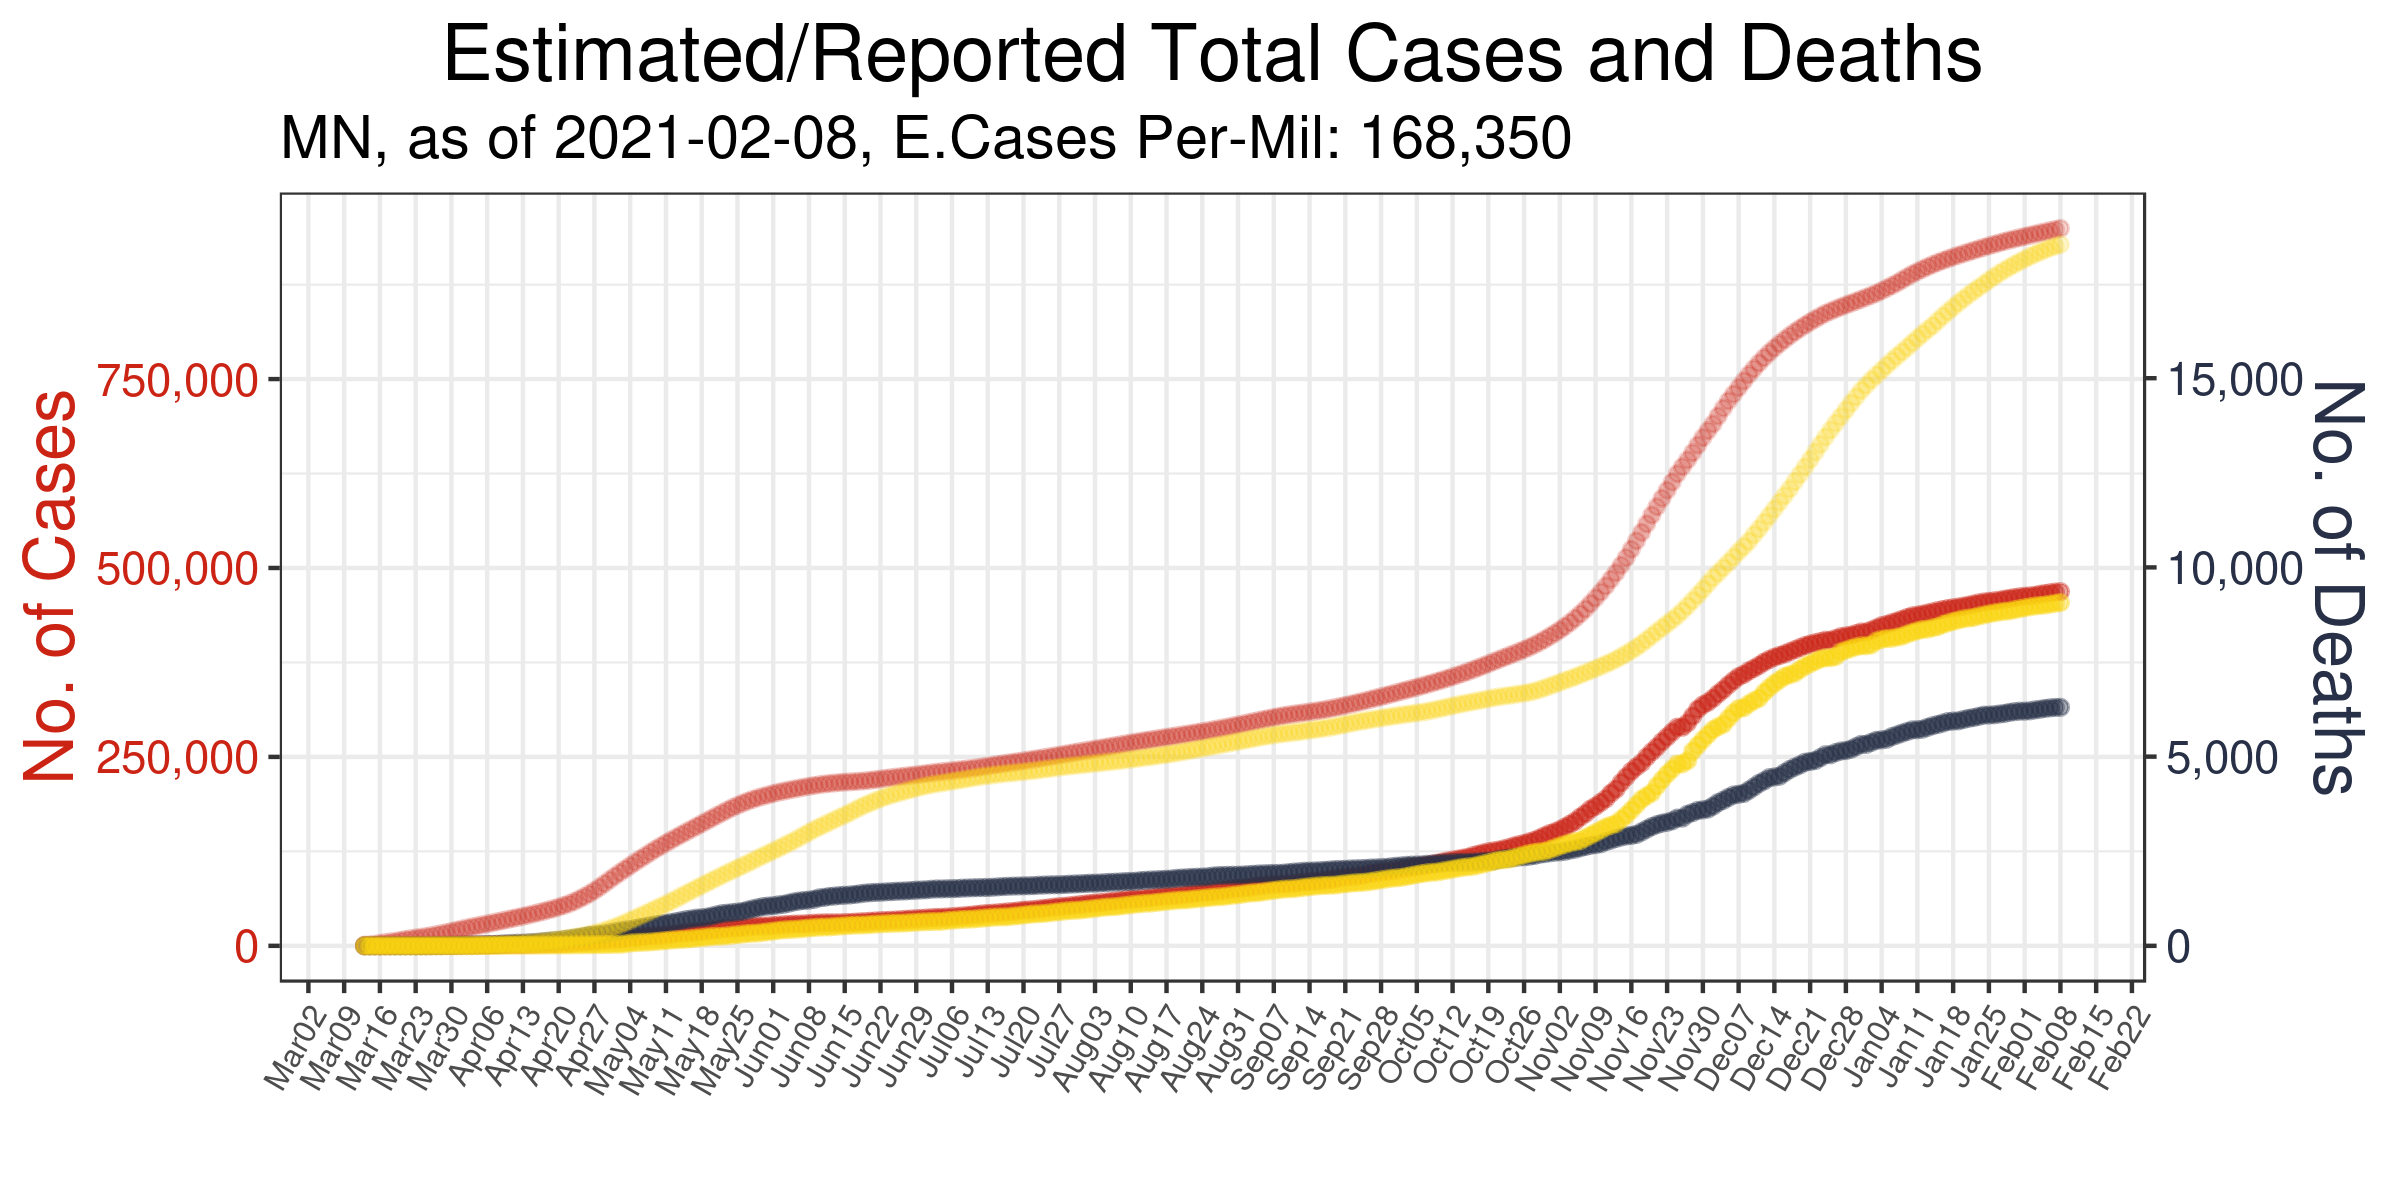 Estimated/Reported Total Cases and Deaths
MN, as of 2021-02-08, E.Cases Per-Mil: 168,350
No. of Cases
750,000
500,000
250,000
0
15,000
10,000
5,000
0
No. of Deaths
Mar02
Mar09
Mar16
Mar23
Mar30
Apr06
Apr13
Apr20
Apr27
May04
May11
May18
May25
Jun01
Jun08
Jun15
Jun22
Jun29
Jul06
Jul13
Jul20
Jul27
Aug03
Aug10
Aug17
Aug24
Aug31
Sep07
Sep14
Sep21
Sep28
Oct05
Oct12
Oct19
Oct26
Nov02
Nov09
Nov16
Nov23
Nov30
Dec07
Dec14
Dec21
Dec28
Jan04
Jan11
Jan18
Jan25
Feb01
Feb08
Feb15
Feb22